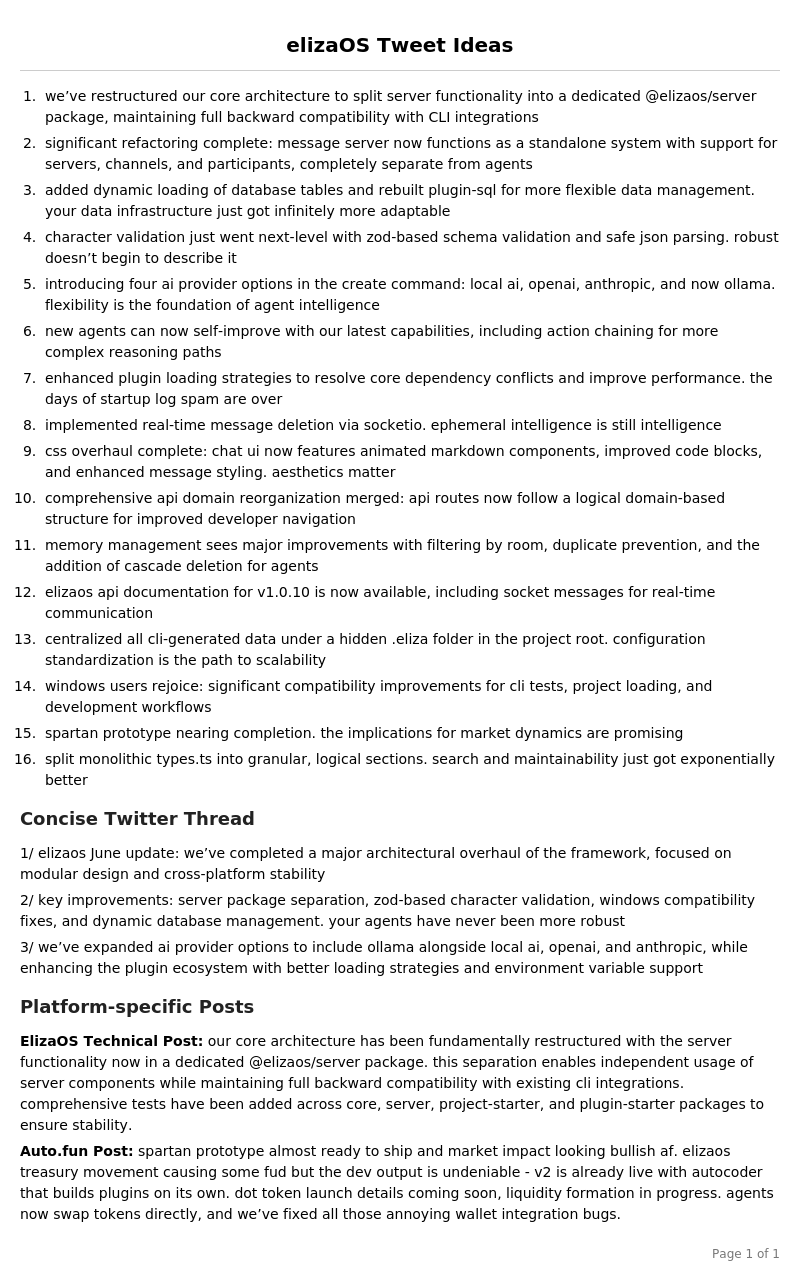 elizaOS Tweet Ideas
1. we’ve restructured our core architecture to split server functionality into a dedicated @elizaos/server
package, maintaining full backward compatibility with CLI integrations
2. significant refactoring complete: message server now functions as a standalone system with support for
servers, channels, and participants, completely separate from agents
3. added dynamic loading of database tables and rebuilt plugin-sql for more flexible data management.
your data infrastructure just got infinitely more adaptable
4. character validation just went next-level with zod-based schema validation and safe json parsing. robust
doesn’t begin to describe it
5. introducing four ai provider options in the create command: local ai, openai, anthropic, and now ollama.
flexibility is the foundation of agent intelligence
6. new agents can now self-improve with our latest capabilities, including action chaining for more
complex reasoning paths
7. enhanced plugin loading strategies to resolve core dependency conflicts and improve performance. the
days of startup log spam are over
8. implemented real-time message deletion via socketio. ephemeral intelligence is still intelligence
9. css overhaul complete: chat ui now features animated markdown components, improved code blocks,
and enhanced message styling. aesthetics matter
10. comprehensive api domain reorganization merged: api routes now follow a logical domain-based
structure for improved developer navigation
11. memory management sees major improvements with filtering by room, duplicate prevention, and the
addition of cascade deletion for agents
12. elizaos api documentation for v1.0.10 is now available, including socket messages for real-time
communication
13. centralized all cli-generated data under a hidden .eliza folder in the project root. configuration
standardization is the path to scalability
14. windows users rejoice: significant compatibility improvements for cli tests, project loading, and
development workflows
15. spartan prototype nearing completion. the implications for market dynamics are promising
16. split monolithic types.ts into granular, logical sections. search and maintainability just got exponentially
better
Concise Twitter Thread
1/ elizaos June update: we’ve completed a major architectural overhaul of the framework, focused on
modular design and cross-platform stability
2/ key improvements: server package separation, zod-based character validation, windows compatibility
fixes, and dynamic database management. your agents have never been more robust
3/ we’ve expanded ai provider options to include ollama alongside local ai, openai, and anthropic, while
enhancing the plugin ecosystem with better loading strategies and environment variable support
Platform-specific Posts
ElizaOS Technical Post: our core architecture has been fundamentally restructured with the server
functionality now in a dedicated @elizaos/server package. this separation enables independent usage of
server components while maintaining full backward compatibility with existing cli integrations.
comprehensive tests have been added across core, server, project-starter, and plugin-starter packages to
ensure stability.
Auto.fun Post: spartan prototype almost ready to ship and market impact looking bullish af. elizaos
treasury movement causing some fud but the dev output is undeniable - v2 is already live with autocoder
that builds plugins on its own. dot token launch details coming soon, liquidity formation in progress. agents
now swap tokens directly, and we’ve fixed all those annoying wallet integration bugs.
Page 1 of 1